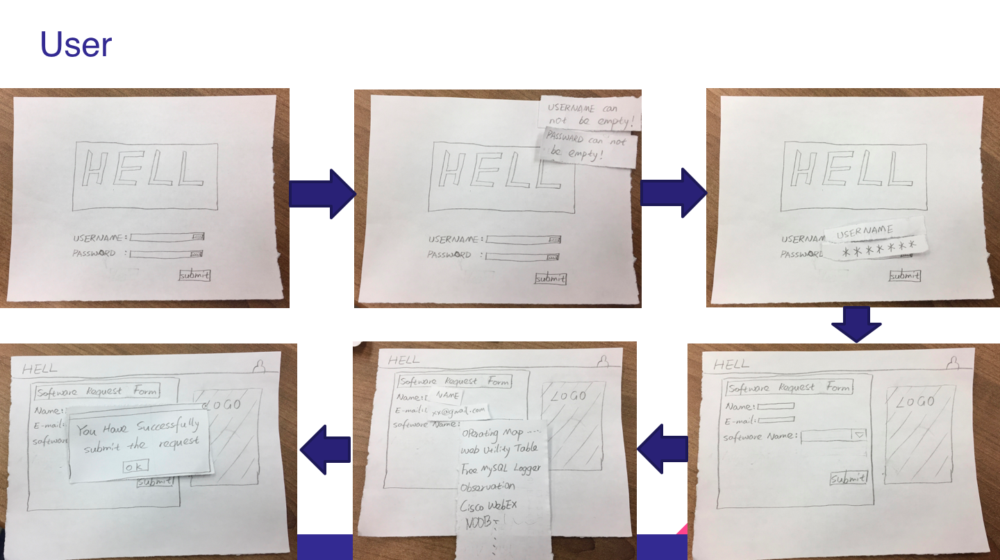 User
HELL
USERNAME:
PASSWORD :
submit
USERNAME can
not be empty!
PASSWARD can not
be empty!
HELL
USERNAME:
PASSWORD :
submit
HELL
USERNAM
USERNAME
PASSWORD
*******
submit
HELL
Software Request Form
Name:
E-mail:
software Name:
submit
LOGO
HELL
Software Request Form
Name:
NAME
E-mail:
xx@gmail.com
software Name:
Operating Map ----
Web Utility Table
Free MySQL Logger
Observation
Cisco WebEx
NOOB
LOGO
HELL
Software Request Form
Name:
E-mail:
software
You Have Successfully
submit the request
ok
submit
LOGO